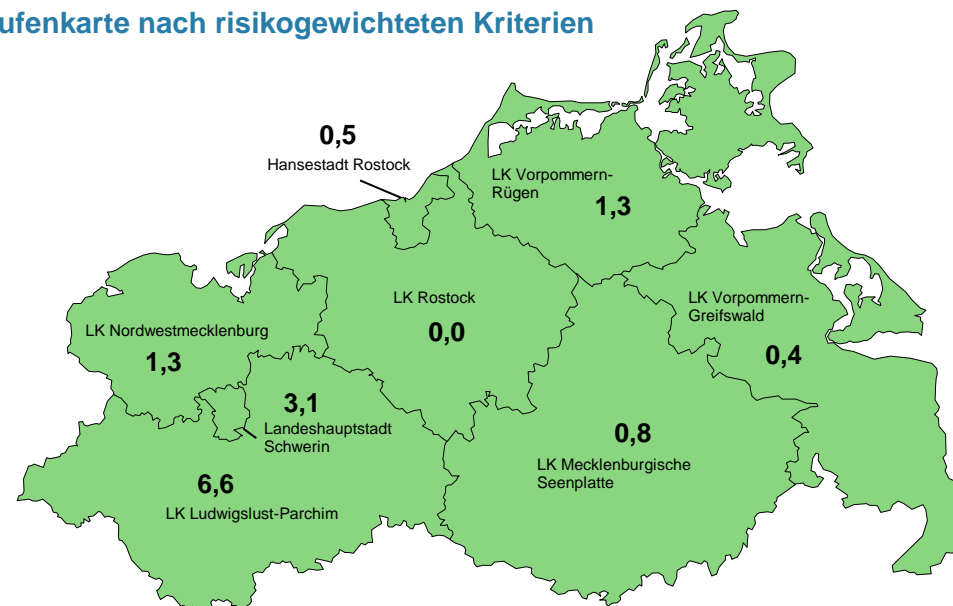 ufenkarte nach risikogewichteten Kriterien
0,5
Hansestadt Rostock
LK Vorpommern-
Rügen
1,3
LK Rostock
0,0
LK Vorpommern-
Greifswald
0,4
LK Nordwestmecklenburg
1,3
3,1
Landeshauptstadt
Schwerin
0,8
LK Mecklenburgische
Seenplatte
6,6
LK Ludwigslust-Parchim